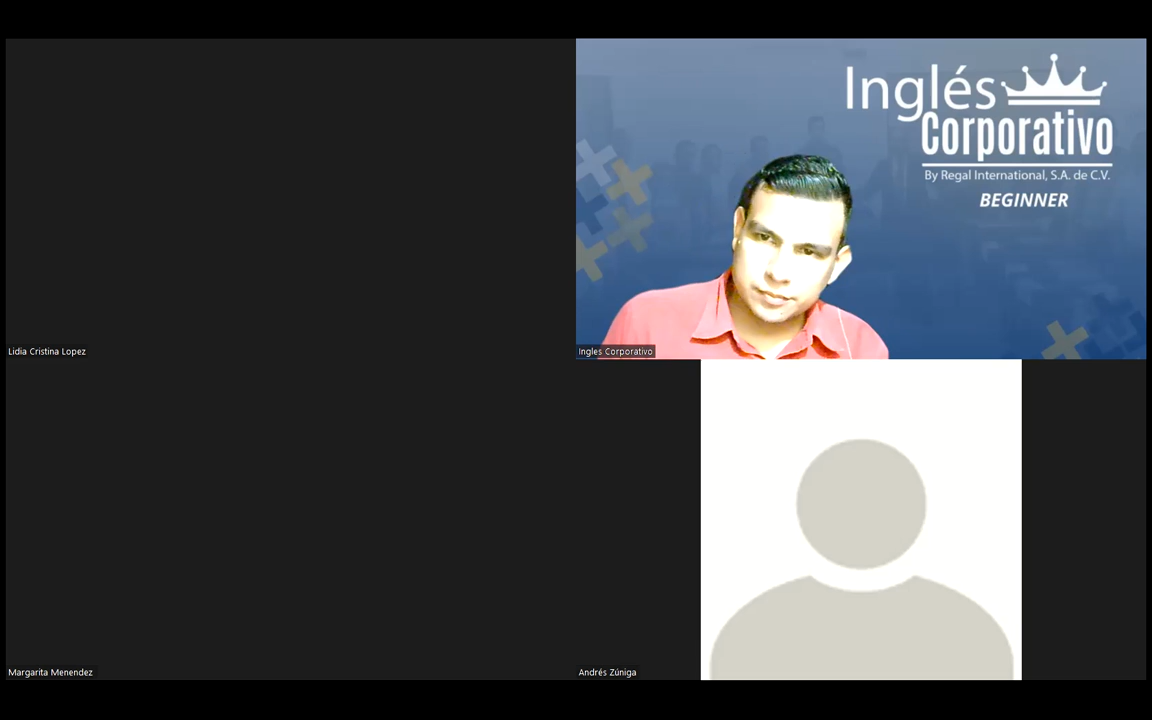 Inglés
Corporativo
By Regal International, S.A. de C.V.
BEGINNER
Lidia Cristina Lopez
Ingles Corporativo
Margarita Menendez
Andrés Zúniga